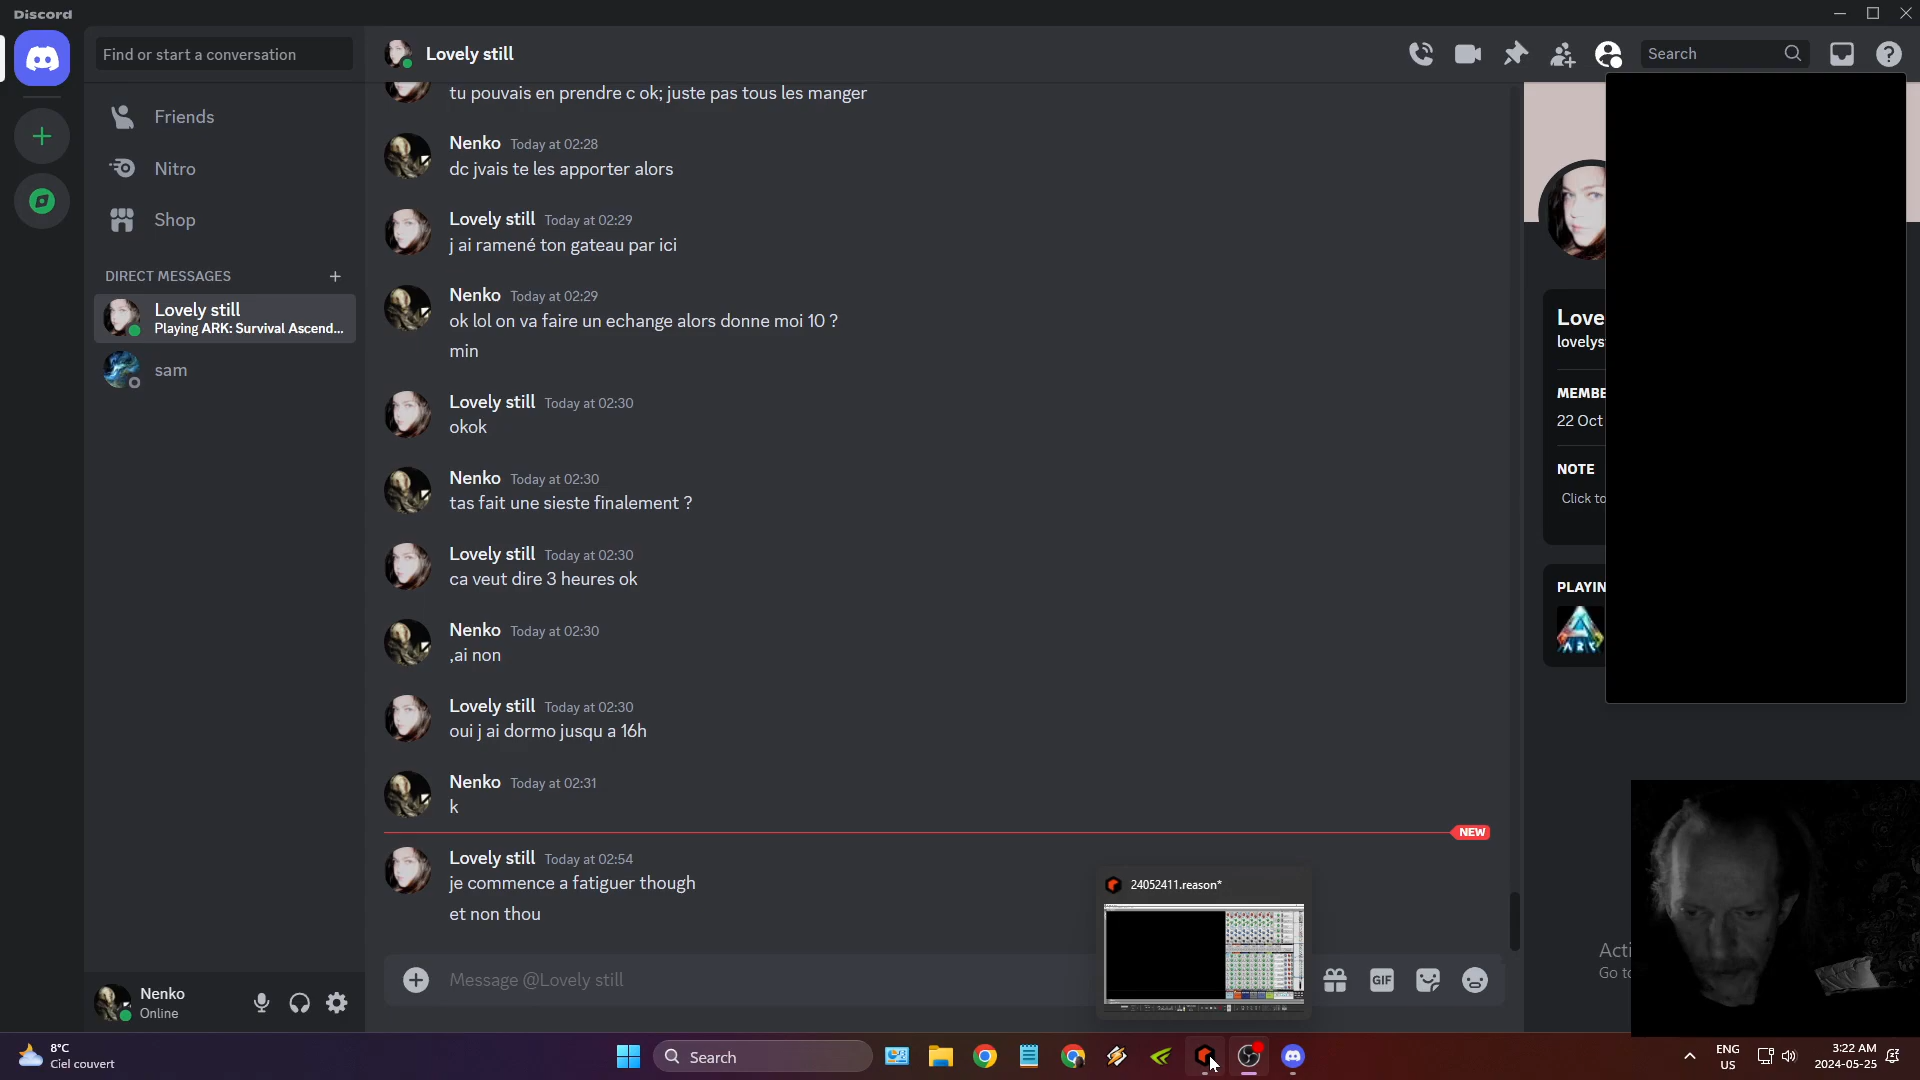 Discord
Find or start a conversation
Friends
Nitro
Shop
DIRECT MESSAGES
Lovely still
Playing ARK: Survival Ascend...
sam
Nenko
Online
Lovely still
Search
tu pouvais en prendre c ok; juste pas tous les manger
Nenko Today at 02:28
dc jvais te les apporter alors
Lovely still Today at 02:29
j ai ramené ton gateau par ici
Nenko Today at 02:29
ok lol on va faire un echange alors donne moi 10 ?
min
Lovely still Today at 02:30
okok
Nenko Today at 02:30
tas fait une sieste finalement ?
Lovely still Today at 02:30
ca veut dire 3 heures ok
Nenko Today at 02:30
,ai non
Lovely still Today at 02:30
oui j ai dormo jusqu a 16h
Nenko Today at 02:31
k
NEW
Lovely still Today at 02:54
je commence a fatiguer though
et non thou
Message @Lovely still
GIF
24052411.reason*
Love
lovelys
MEMBE
22 Oct
NOTE
Click to
PLAYIN
ARK
Acti
Go to
8°C
Ciel couvert
Search
ENG
US
3:22 AM
2024-05-25